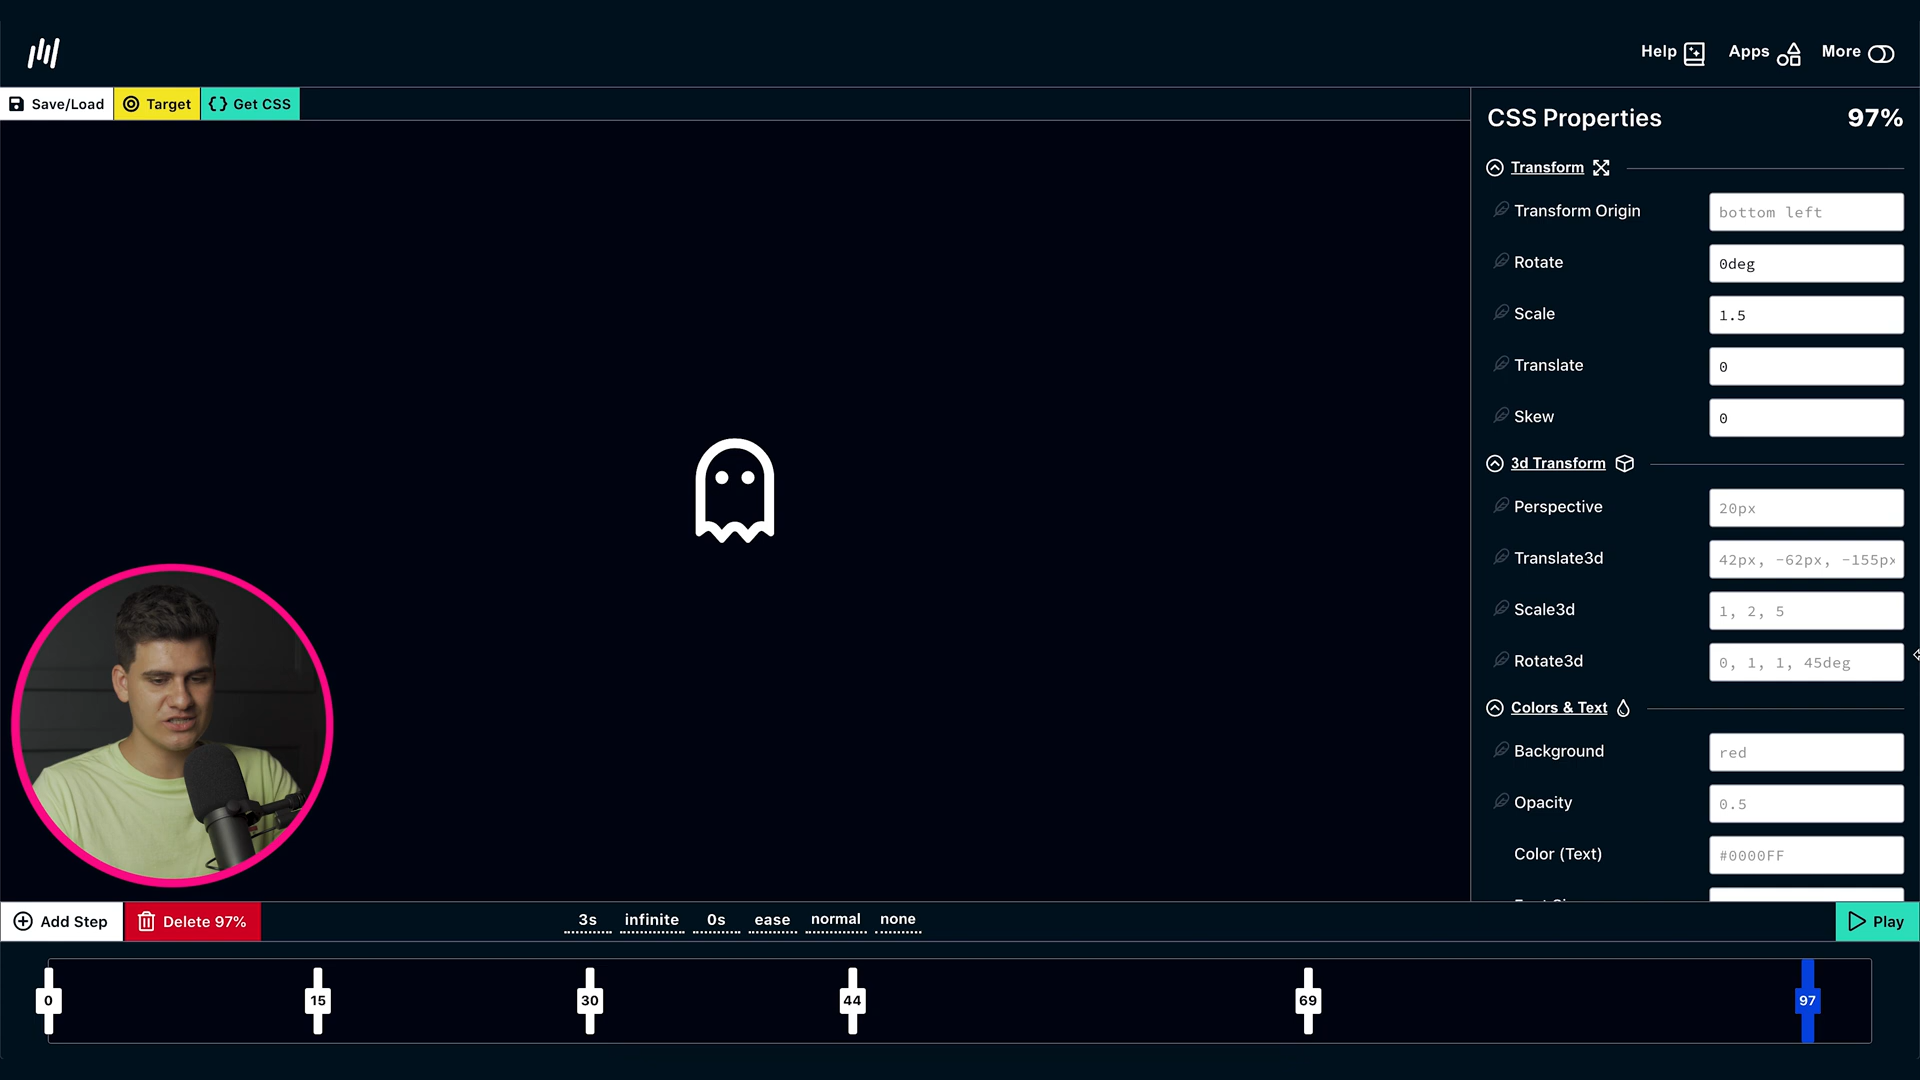 Help
Apps
More
Save/Load
Target
Get CSS
CSS Properties
97%
Transform
Transform Origin
bottom left
Rotate
0deg
Scale
1.5
Translate
0
Skew
0
3d Transform
Perspective
20px
Translate3d
42px, -62px, -155px
Scale3d
1, 2, 5
Rotate3d
0, 1, 1, 45deg
Colors & Text
Background
red
Opacity
0.5
Color (Text)
#0000FF
Add Step
Delete 97%
3s infinite 0s ease normal none
Play
0 15 30 44 69 97